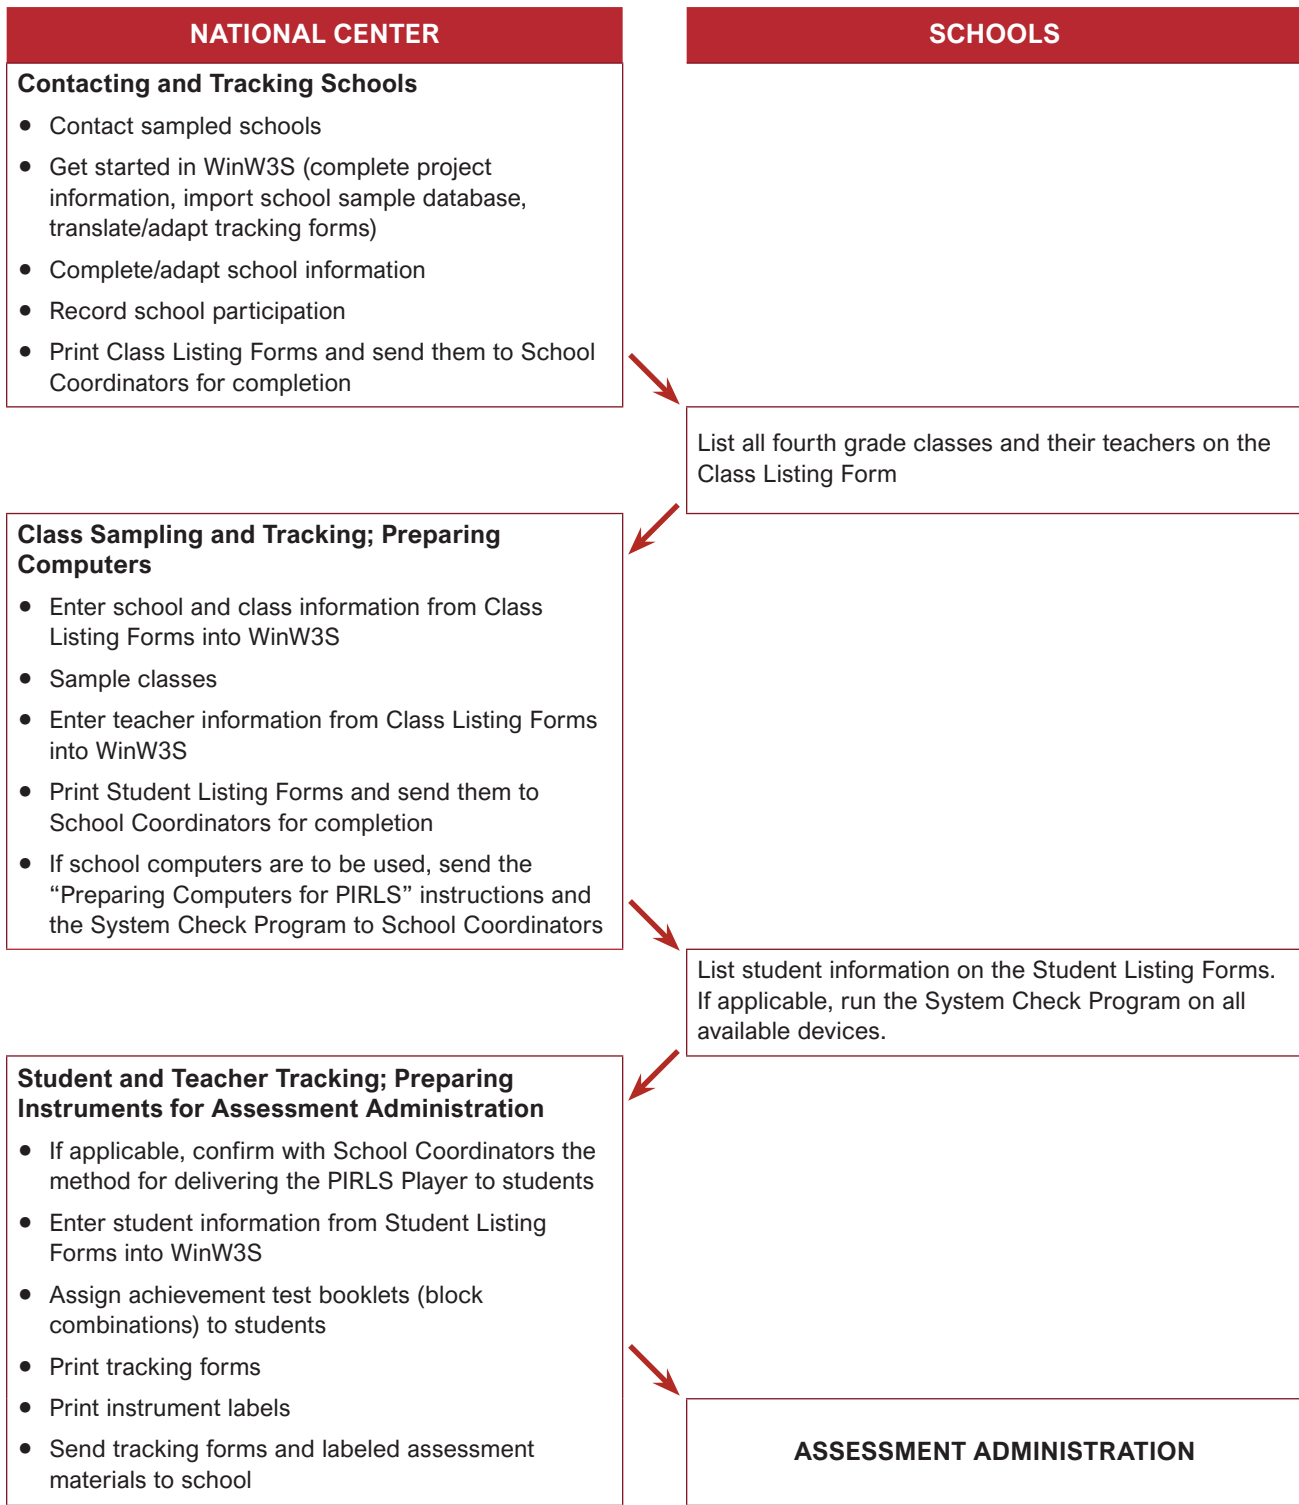 NATIONAL CENTER
SCHOOLS
Contacting and Tracking Schools
• Contact sampled schools
• Get started in WinW3S (complete project
information, import school sample database,
translate/adapt tracking forms)
• Complete/adapt school information
• Record school participation
• Print Class Listing Forms and send them to School
Coordinators for completion
List all fourth grade classes and their teachers on the
Class Listing Form
Class Sampling and Tracking; Preparing
Computers
• Enter school and class information from Class
Listing Forms into WinW3S
• Sample classes
• Enter teacher information from Class Listing Forms
into WinW3S
• Print Student Listing Forms and send them to
School Coordinators for completion
• If school computers are to be used, send the
“Preparing Computers for PIRLS” instructions and
the System Check Program to School Coordinators
List student information on the Student Listing Forms.
If applicable, run the System Check Program on all
available devices.
Student and Teacher Tracking; Preparing
Instruments for Assessment Administration
• If applicable, confirm with School Coordinators the
method for delivering the PIRLS Player to students
• Enter student information from Student Listing
Forms into WinW3S
• Assign achievement test booklets (block
combinations) to students
• Print tracking forms
• Print instrument labels
• Send tracking forms and labeled assessment
materials to school
ASSESSMENT ADMINISTRATION